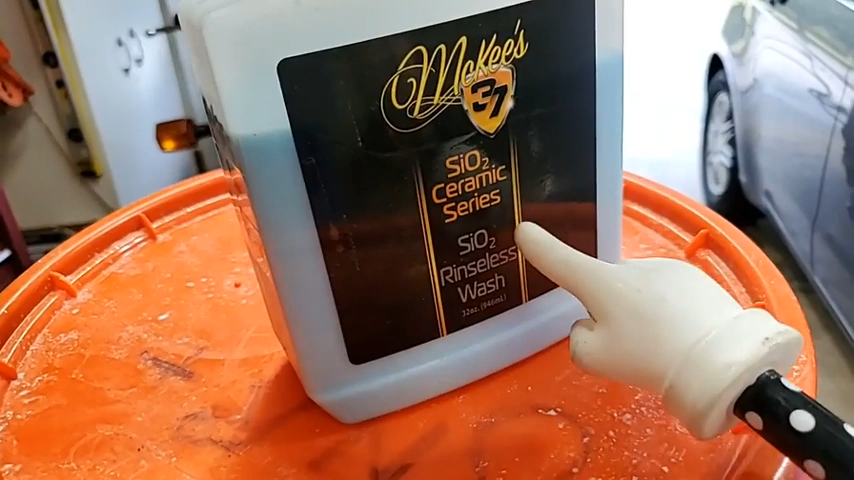 McKee's
37
SiO₂
Ceramic
Series
SiO₂
Rinseless
Wash
32oz. (946mL)